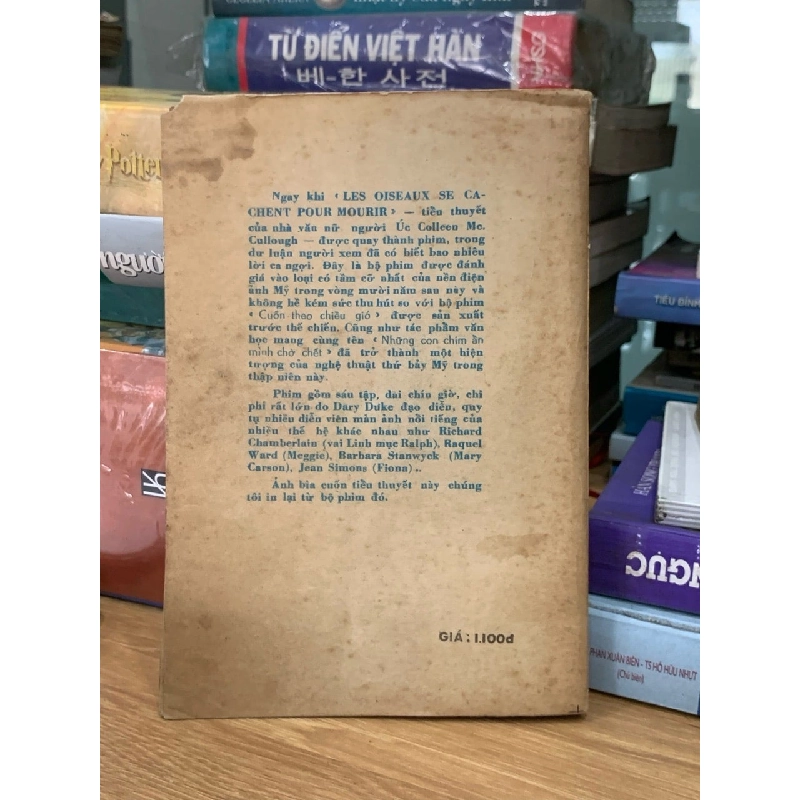 TỪ ĐIỂN VIỆT HÀN
베-한 사전
Potter
người
Ngay khi ‹ LES OISEAUX SE CA-
CHENT POUR MOURIR › — tiểu thuyết
của nhà văn nữ người Úc Colleen Mc.
Cullough — được quay thành phim, trong
dư luận người xem đã có biết bao nhiêu
lời ca ngợi. Đây là bộ phim được đánh
giá vào loại có tầm cỡ nhất của nền điện
ảnh Mỹ trong vòng mười năm sau này và
không hề kém sức thu hút so với bộ phim
‹ Cuốn theo chiều gió › được sản xuất
trước thế chiến. Cũng như tác phẩm văn
học mang cùng tên ‹ Những con chim ẩn
mình chờ chết › đã trở thành một hiện
tượng của nghệ thuật thứ bảy Mỹ trong
thập niên này.
Phim gồm sáu tập, dài chín giờ, chi
phí rất lớn do Dary Duke đạo diễn, quy
tụ nhiều diễn viên màn ảnh nổi tiếng của
nhiều thế hệ khác nhau như Richard
Chamberlain (vai Linh mục Ralph), Raquel
Ward (Meggie), Barbara Stanwyck (Mary
Carson), Jean Simons (Fionn)..
Ảnh bìa cuốn tiểu thuyết này chúng
tôi in lại từ bộ phim đó.
GIÁ : 1.100đ
TIỂU BÌNH
NGỤC
PHAN XUÂN BIÊN - TS HỒ HỮU NHỰT
(Chủ biên)